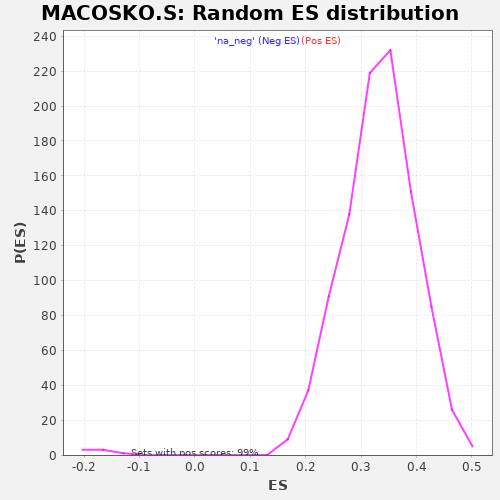 MACOSKO.S: Random ES distribution
'na_neg' (Neg ES) (Pos ES)
240
220
200
180
160
140
120
100
80
60
40
20
0
P(ES)
Sets with pos scores: 99%
-0.2 -0.1 0.0 0.1 0.2 0.3 0.4 0.5
ES